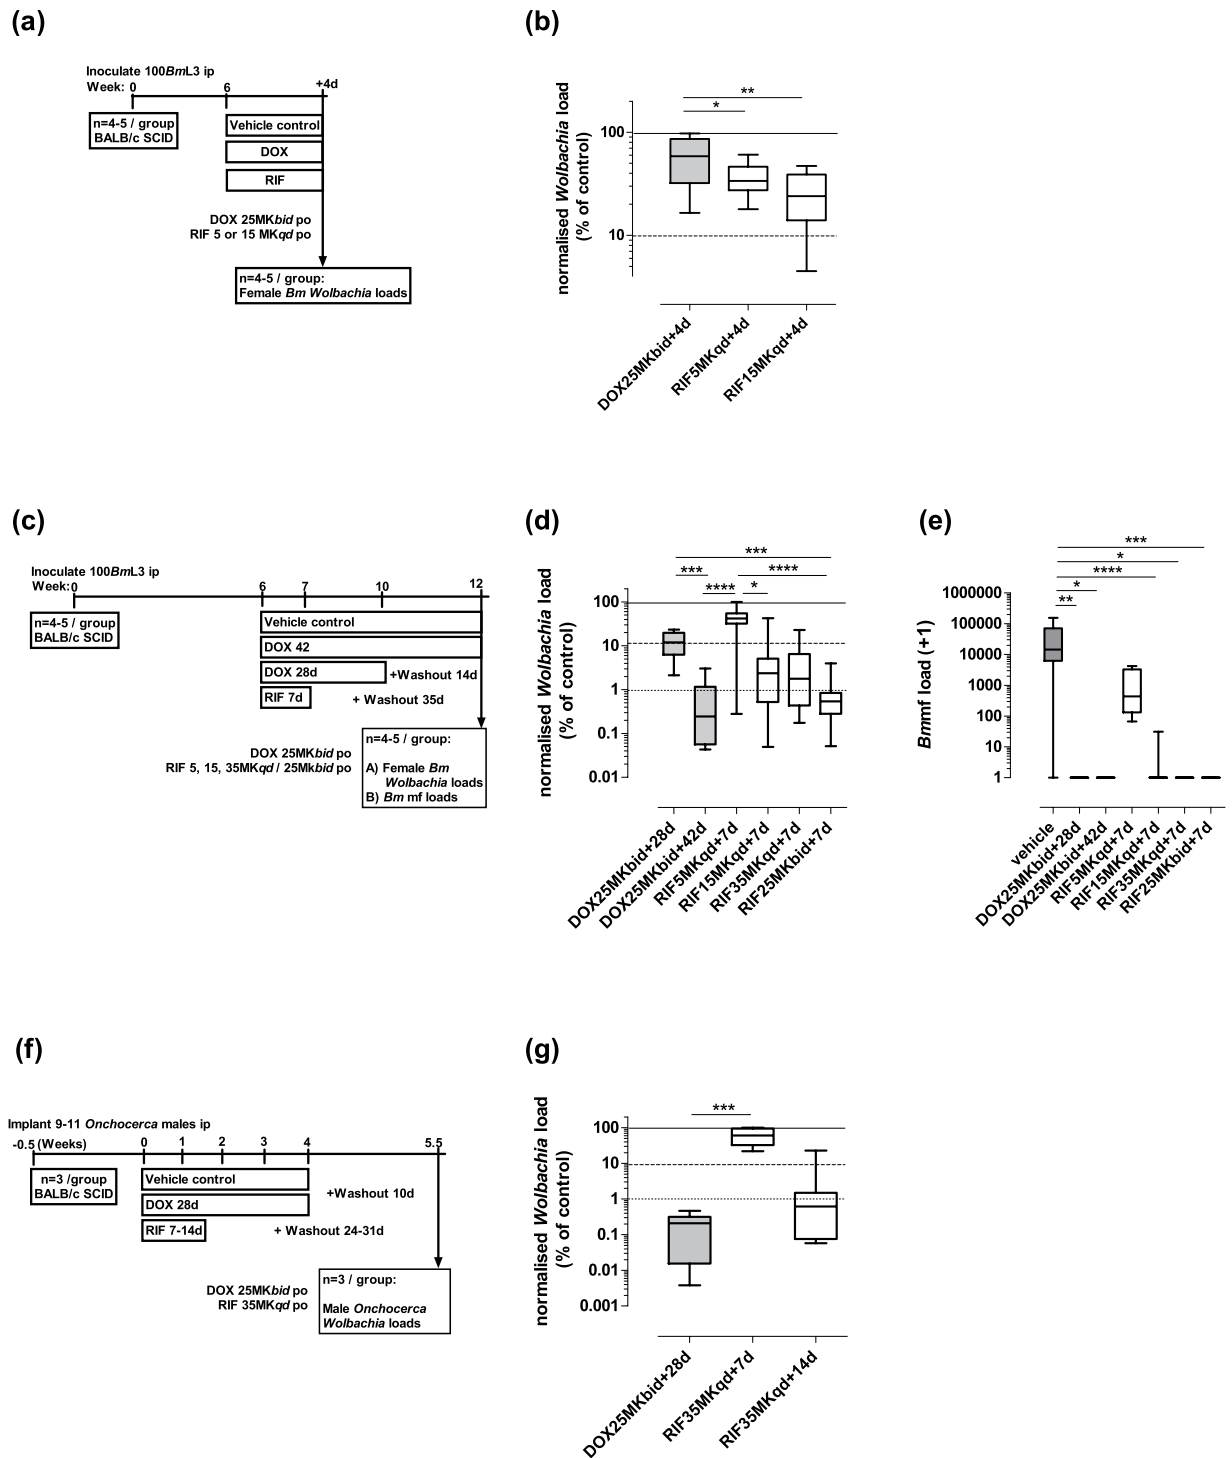 (a)
Inoculate 100BmL3 ip
Week: 0 6 +4d
n=4-5 / group
BALB/c SCID
Vehicle control
DOX
RIF
DOX 25MKbid po
RIF 5 or 15 MKqd po
n=4-5 / group:
Female Bm Wolbachia loads
(b)
normalised Wolbachia load
(% of control)
100
10
**
*
DOX25MKbid+4d
RIF5MKqd+4d
RIF15MKqd+4d
(c)
Inoculate 100BmL3 ip
Week:0 6 7 10 12
n=4-5 /group
BALB/c SCID
Vehicle control
DOX 42
DOX 28d
+Washout 14d
RIF 7d
+ Washout 35d
DOX 25MKbid po
RIF 5, 15, 35MKqd / 25Mkbid po
n=4-5 / group:
A) Female Bm
Wolbachia loads
B) Bm mf loads
(d)
normalised Wolbachia load
(% of control)
100
10
1
0.1
0.01
***
*** ****
**** *
DOX25MKbid+28d
DOX25MKbid+42d
RIF5MKqd+7d
RIF15MKqd+7d
RIF35MKqd+7d
RIF25MKbid+7d
(e)
Bmmf load (+1)
1000000
100000
10000
1000
100
10
1
***
*
****
*
**
vehicle
DOX25MKbid+28d
DOX25MKbid+42d
RIF5MKqd+7d
RIF15MKqd+7d
RIF35MKqd+7d
RIF25MKbid+7d
(f)
Implant 9-11 Onchocerca males ip
-0.5 (Weeks) 0 1 2 3 4 5.5
n=3 /group
BALB/c SCID
Vehicle control
DOX 28d
+Washout 10d
RIF 7-14d
+ Washout 24-31d
DOX 25MKbid po
RIF 35MKqd po
n=3 / group:
Male Onchocerca
Wolbachia loads
(g)
normalised Wolbachia load
(% of control)
100
10
1
0.1
0.01
0.001
***
DOX25MKbid+28d
RIF35MKqd+7d
RIF35MKqd+14d